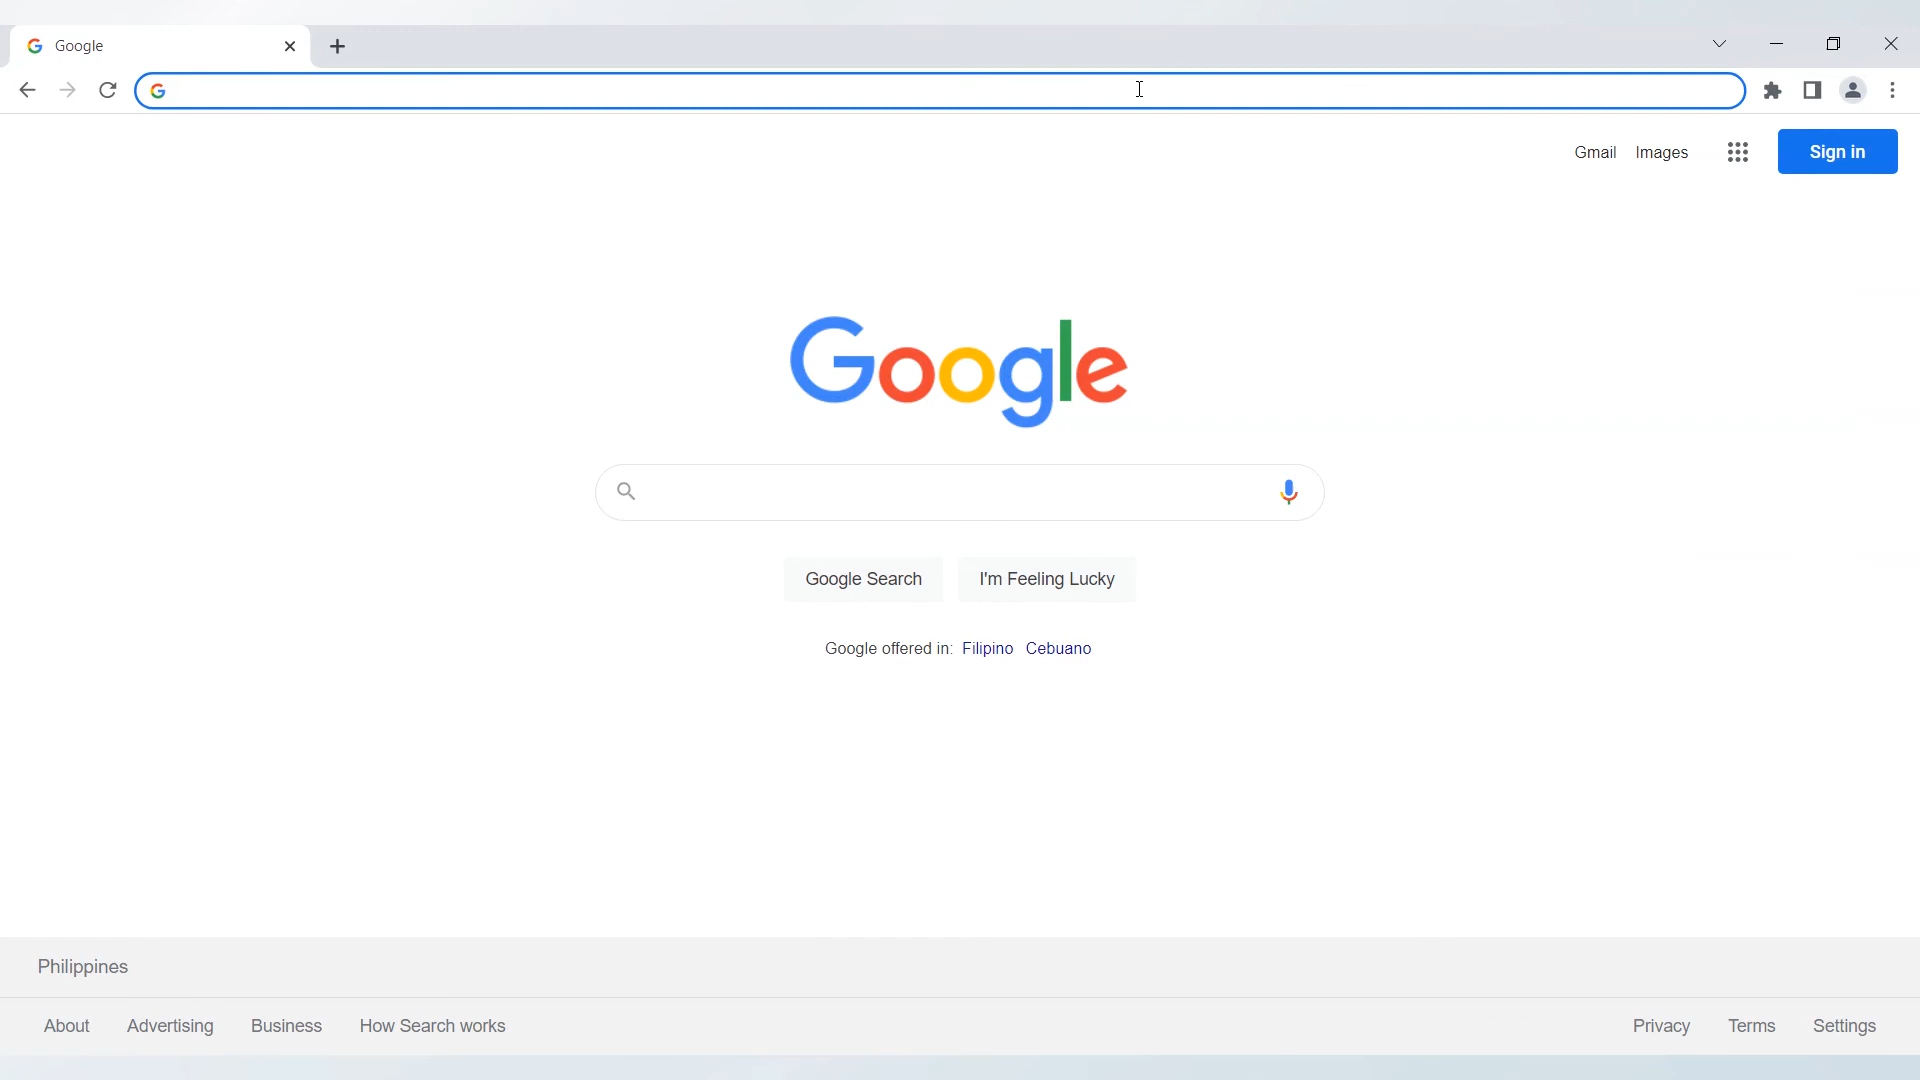 Google
Gmail Images Sign in
Google
Google Search I'm Feeling Lucky
Google offered in: Filipino Cebuano
Philippines
About Advertising Business How Search works Privacy Terms Settings